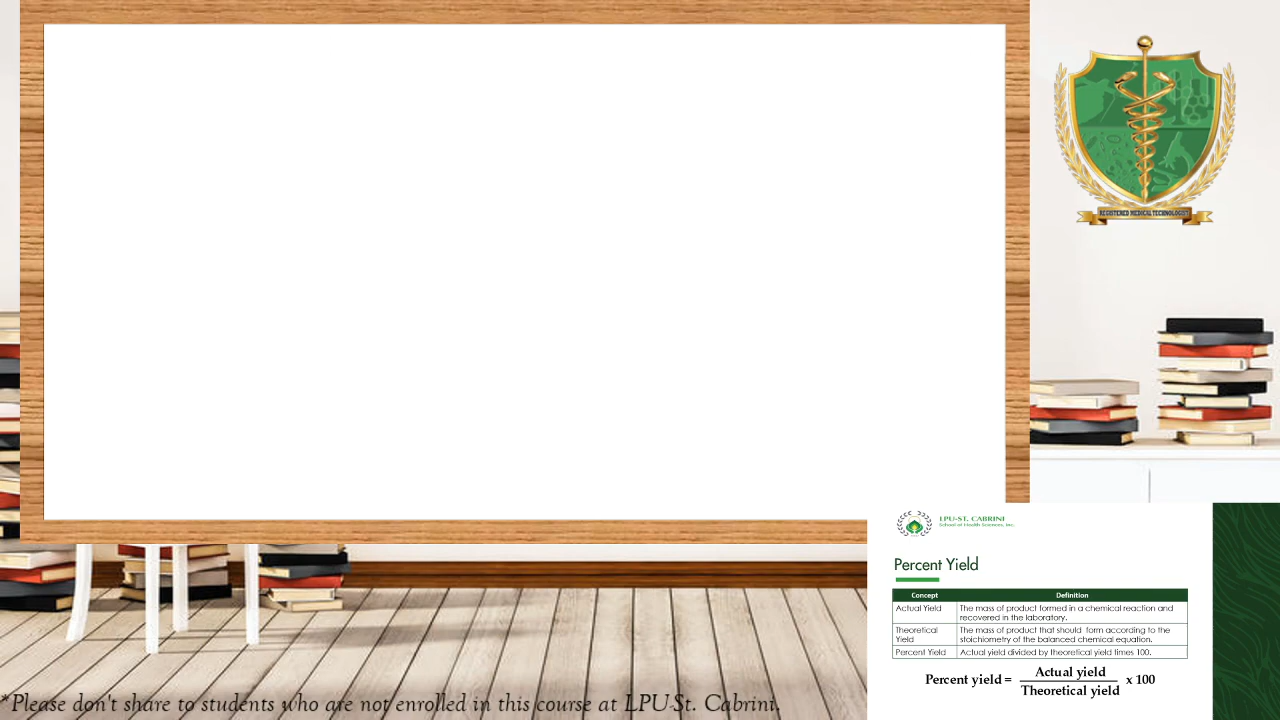 REGISTERED MEDICAL TECHNOLOGIST
LPU-ST. CABRINI
School of Health Sciences, Inc.
Percent Yield
Concept Definition
Actual Yield The mass of product formed in a chemical reaction and
recovered in the laboratory.
Theoretical The mass of product that should form according to the
Yield stoichiometry of the balanced chemical equation.
Percent Yield Actual yield divided by theoretical yield times 100.
Percent yield = Actual yield x 100
Theoretical yield
*Please don't share to students who are not enrolled in this course at LPU-St. Cabrini.